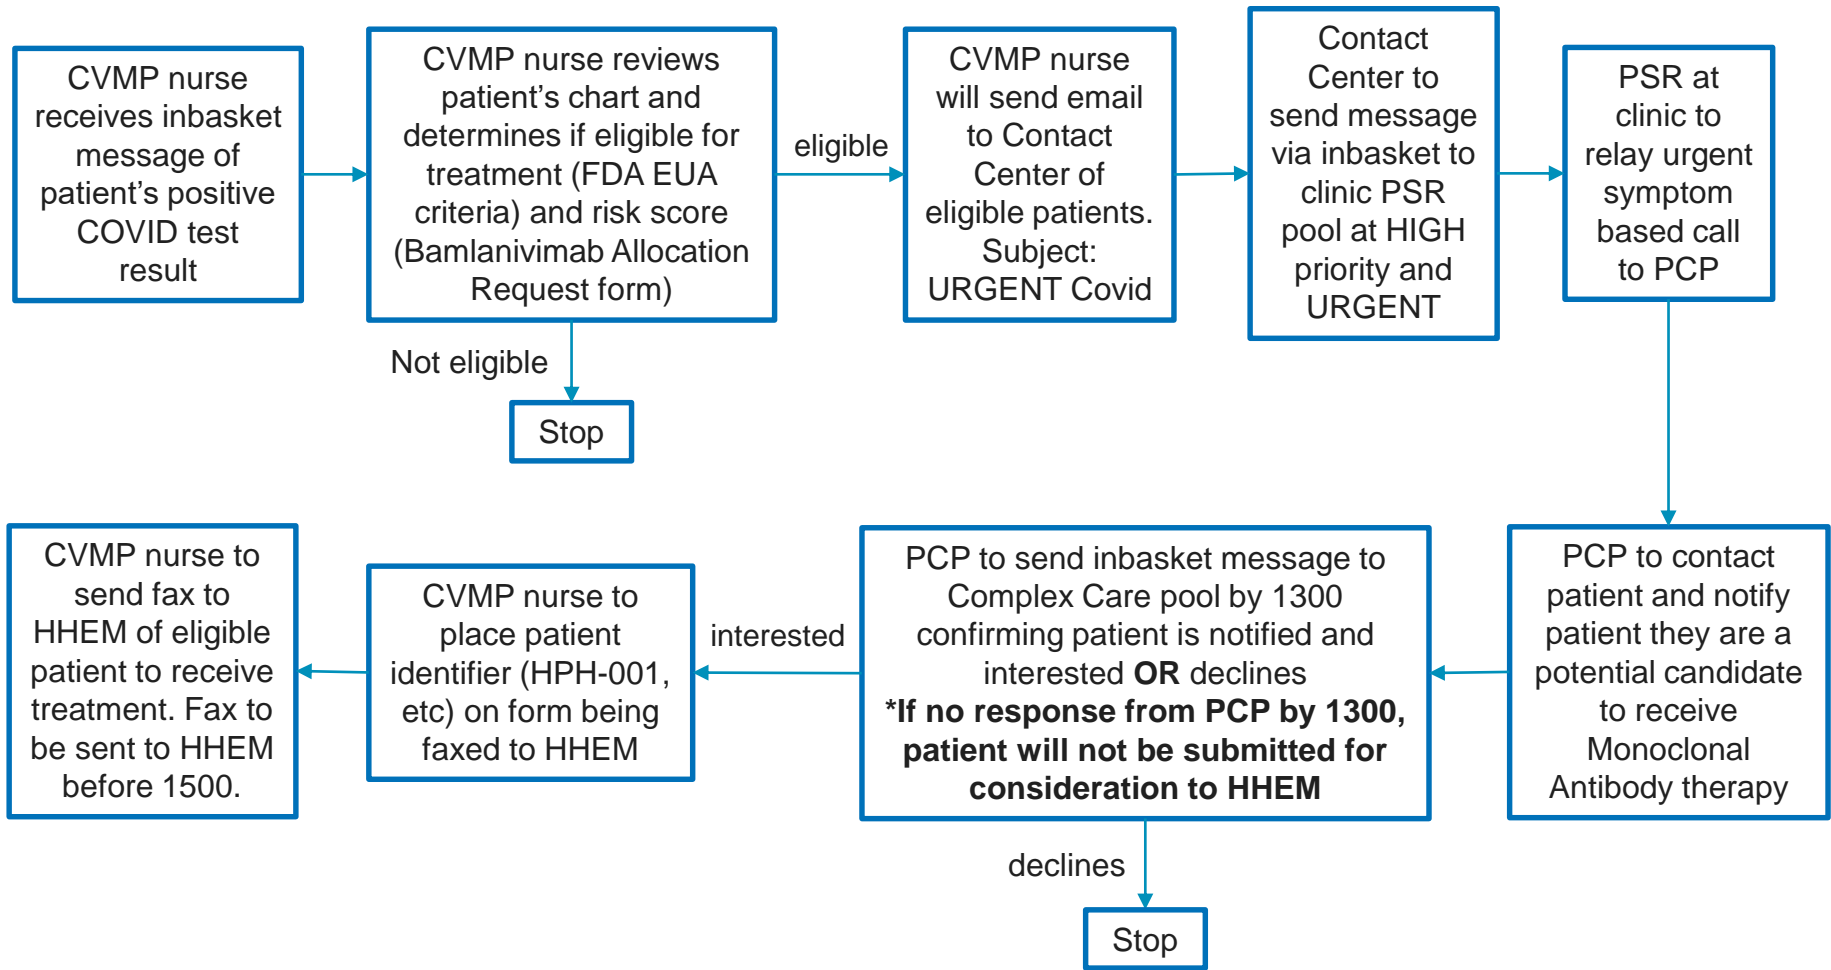 CVMP nurse
receives inbasket
message of
patient's positive
COVID test
result
CVMP nurse reviews
patient's chart and
determines if eligible for
treatment (FDA EUA
criteria) and risk score
(Bamlanivimab Allocation
Request form)
eligible
CVMP nurse
will send email
to Contact
Center of
eligible patients.
Subject:
URGENT Covid
Contact
Center to
send message
via inbasket to
clinic PSR
pool at HIGH
priority and
URGENT
PSR at
clinic to
relay urgent
symptom
based call
to PCP
Not eligible
Stop
PCP to contact
patient and notify
patient they are a
potential candidate
to receive
Monoclonal
Antibody therapy
PCP to send inbasket message to
Complex Care pool by 1300
confirming patient is notified and
interested OR declines
*If no response from PCP by 1300,
patient will not be submitted for
consideration to HHEM
interested
CVMP nurse to
place patient
identifier (HPH-001,
etc) on form being
faxed to HHEM
CVMP nurse to
send fax to
HHEM of eligible
patient to receive
treatment. Fax to
be sent to HHEM
before 1500.
declines
Stop